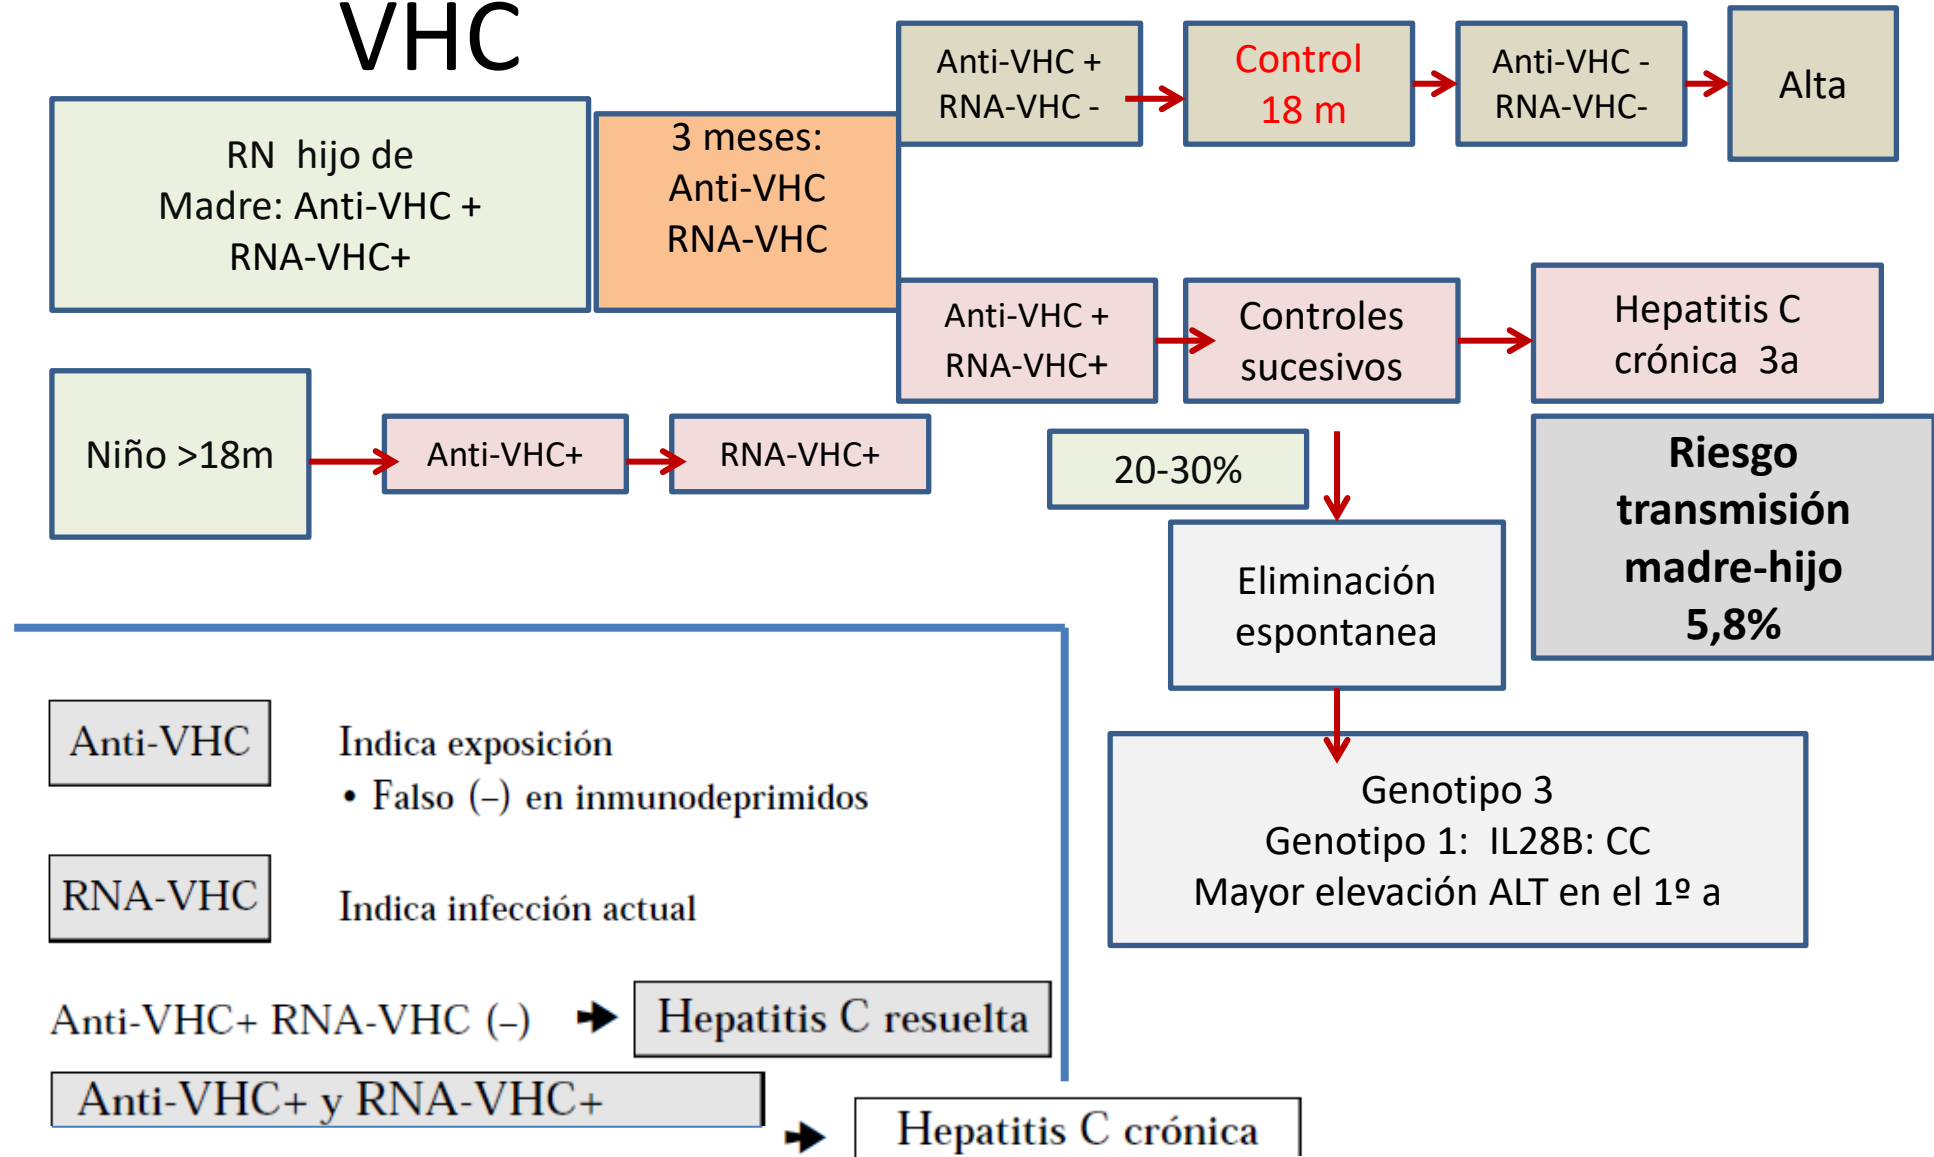 VHC
RN hijo de
Madre: Anti-VHC +
RNA-VHC+
3 meses:
Anti-VHC
RNA-VHC
Anti-VHC +
RNA-VHC -
Control
18 m
Anti-VHC -
RNA-VHC-
Alta
Anti-VHC +
RNA-VHC+
Controles
sucesivos
Hepatitis C
crónica 3a
Niño >18m
Anti-VHC+
RNA-VHC+
20-30%
Riesgo
transmisión
madre-hijo
5,8%
Eliminación
espontanea
Genotipo 3
Genotipo 1: IL28B: CC
Mayor elevación ALT en el 1º a
Anti-VHC
Indica exposición
• Falso (–) en inmunodeprimidos
RNA-VHC
Indica infección actual
Anti-VHC+ RNA-VHC (–)
Hepatitis C resuelta
Anti-VHC+ y RNA-VHC+
Hepatitis C crónica